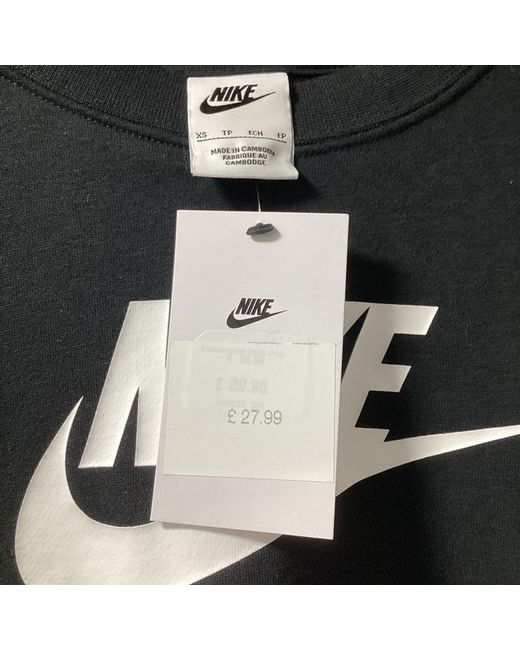 NIKE
XS TP ECH EP
MADE IN CAMBODIA
FABRIQUE AU
CAMBODGE
NIKE
£ 39.95
£ 27.99
NIKE